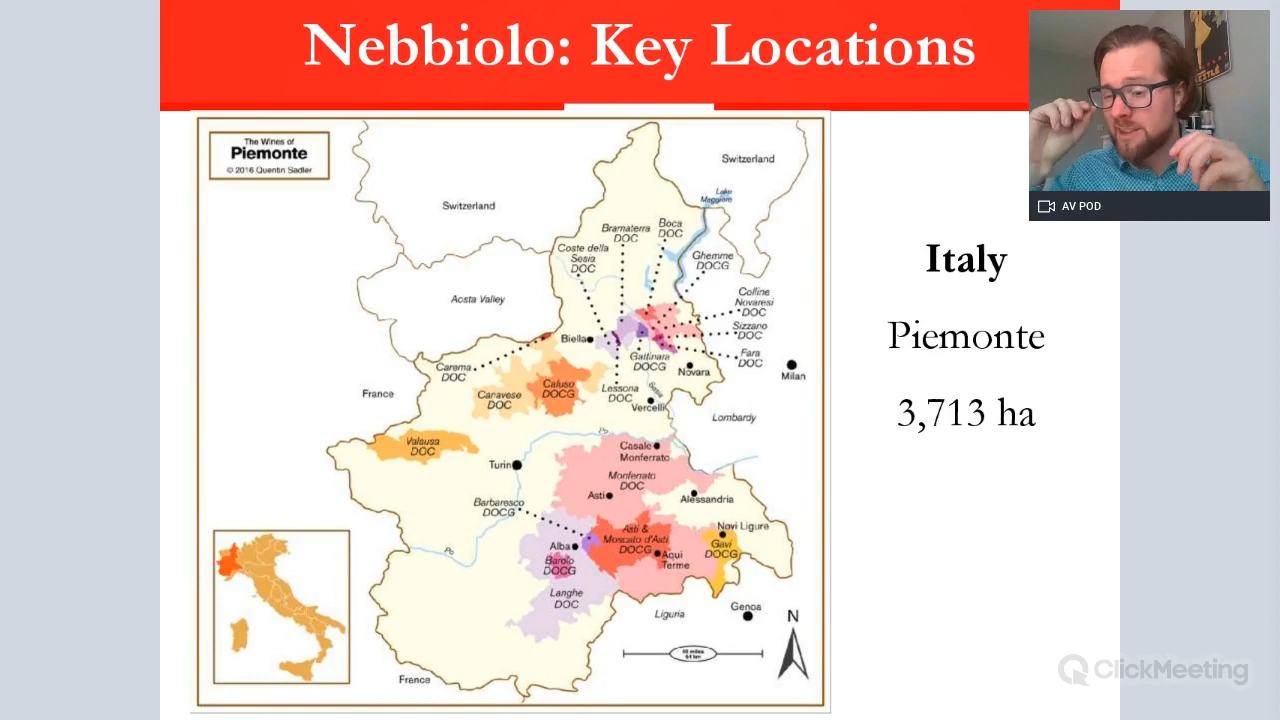 Nebbiolo: Key Locations
The Wines of
Piemonte
© 2016 Quentin Sadler
Switzerland
Switzerland
Lake
Maggiore
Aosta Valley
Coste della
Sesia
DOC
Bramaterra
DOC
Boca
DOC
Ghemme
DOCG
Colline
Novaresi
DOC
Sizzano
DOC
Fara
DOC
Biella
Gattinara
DOCG
Novara
Milan
Carema
DOC
Canavese
DOC
Caluso
DOCG
Lessona
DOC
Sesia
Vercelli
France
Lombardy
Valsusa
DOC
Po
Turin
Casale
Monferrato
Monferrato
DOC
Asti
Alessandria
Barbaresco
DOCG
Novi Ligure
Asti &
Moscato d'Asti
DOCG
Gavi
DOCG
Alba
Aqui
Terme
Barolo
DOCG
Po
Langhe
DOC
Liguria
Genoa
N
France
Italy
Piemonte
3,713 ha
AV POD
ClickMeeting